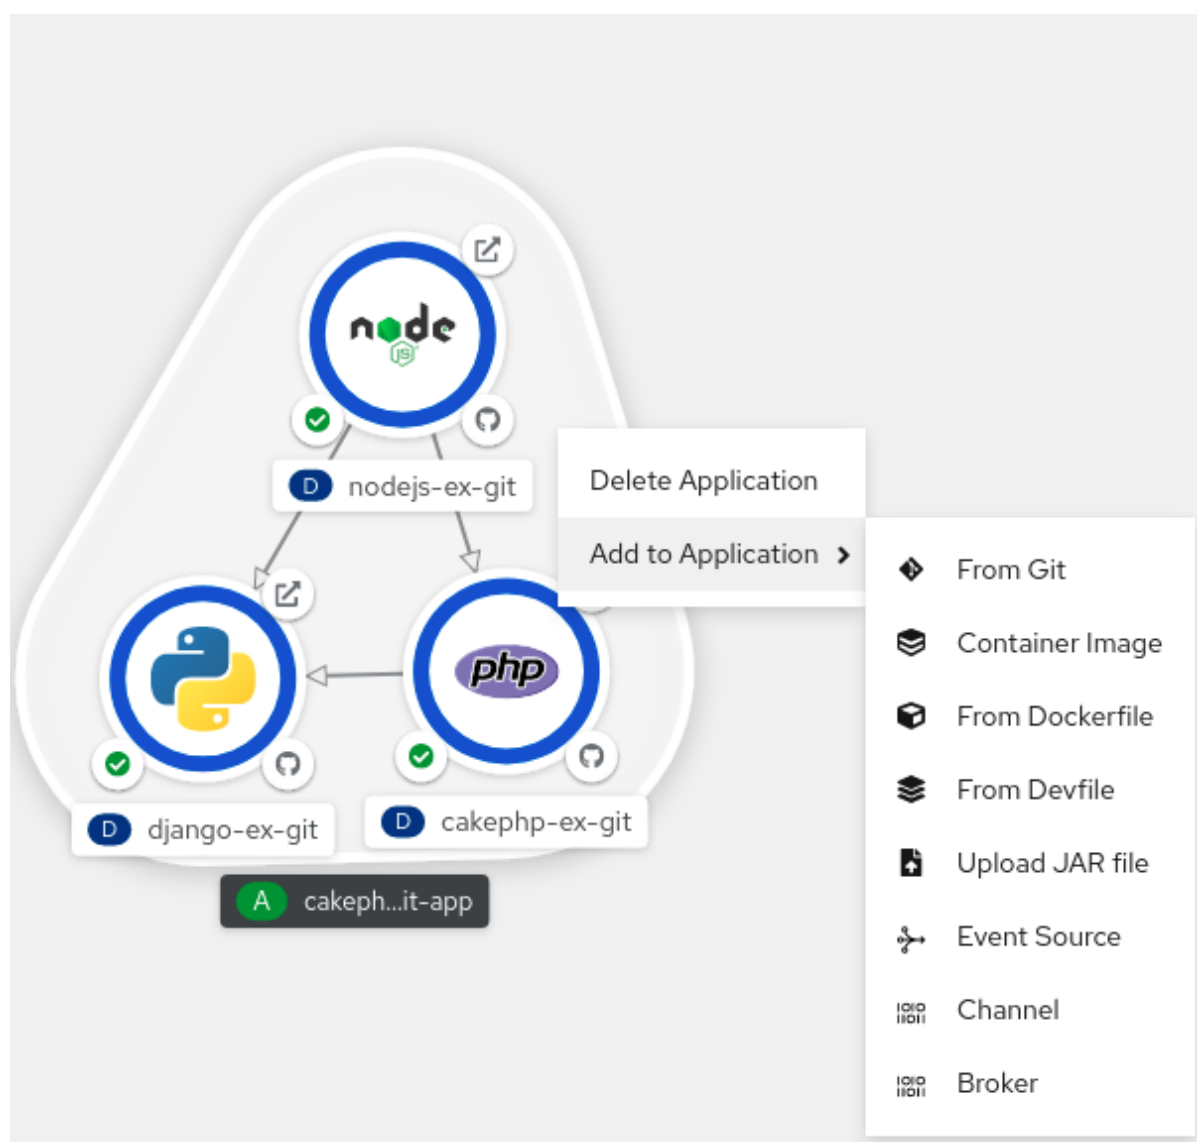 node
JS
D nodejs-ex-git
Delete Application
Add to Application
From Git
Container Image
From Dockerfile
From Devfile
Upload JAR file
Event Source
Channel
Broker
php
D django-ex-git
D cakephp-ex-git
A cakeph...it-app